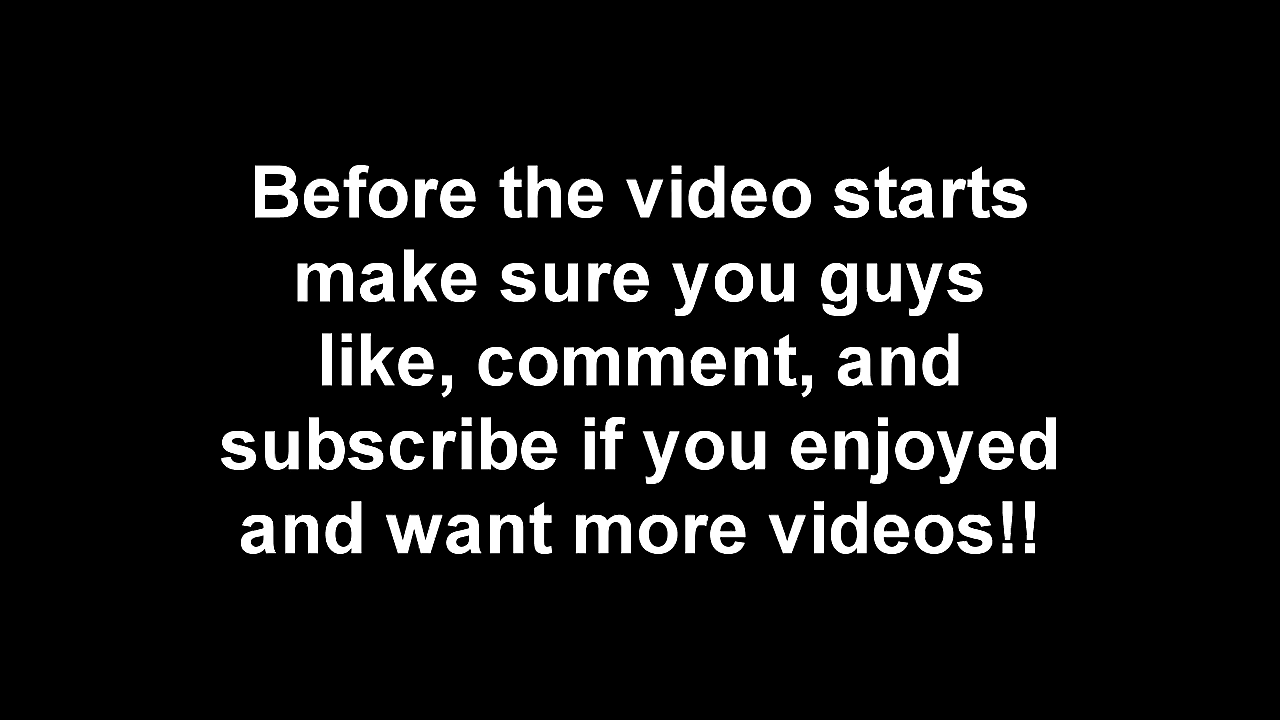 Before the video starts
make sure you guys
like, comment, and
subscribe if you enjoyed
and want more videos!!